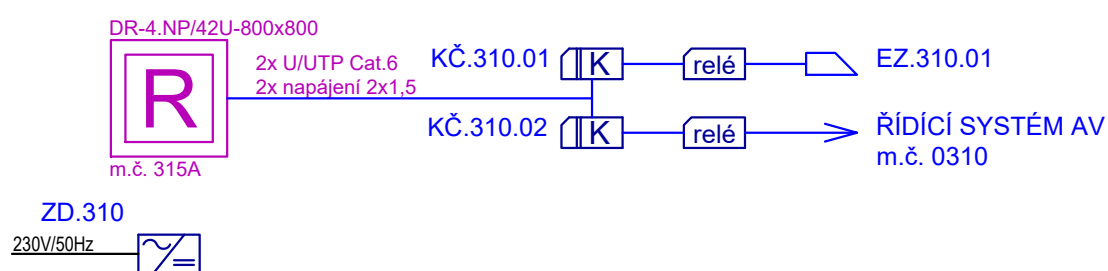 DR-4.NP/42U-800x800
R
2x U/UTP Cat.6
2x napájení 2x1,5
m.č. 315A
KČ.310.01
K
relé
EZ.310.01
KČ.310.02
K
relé
ŘÍDÍCÍ SYSTÉM AV
m.č. 0310
ZD.310
230V/50Hz